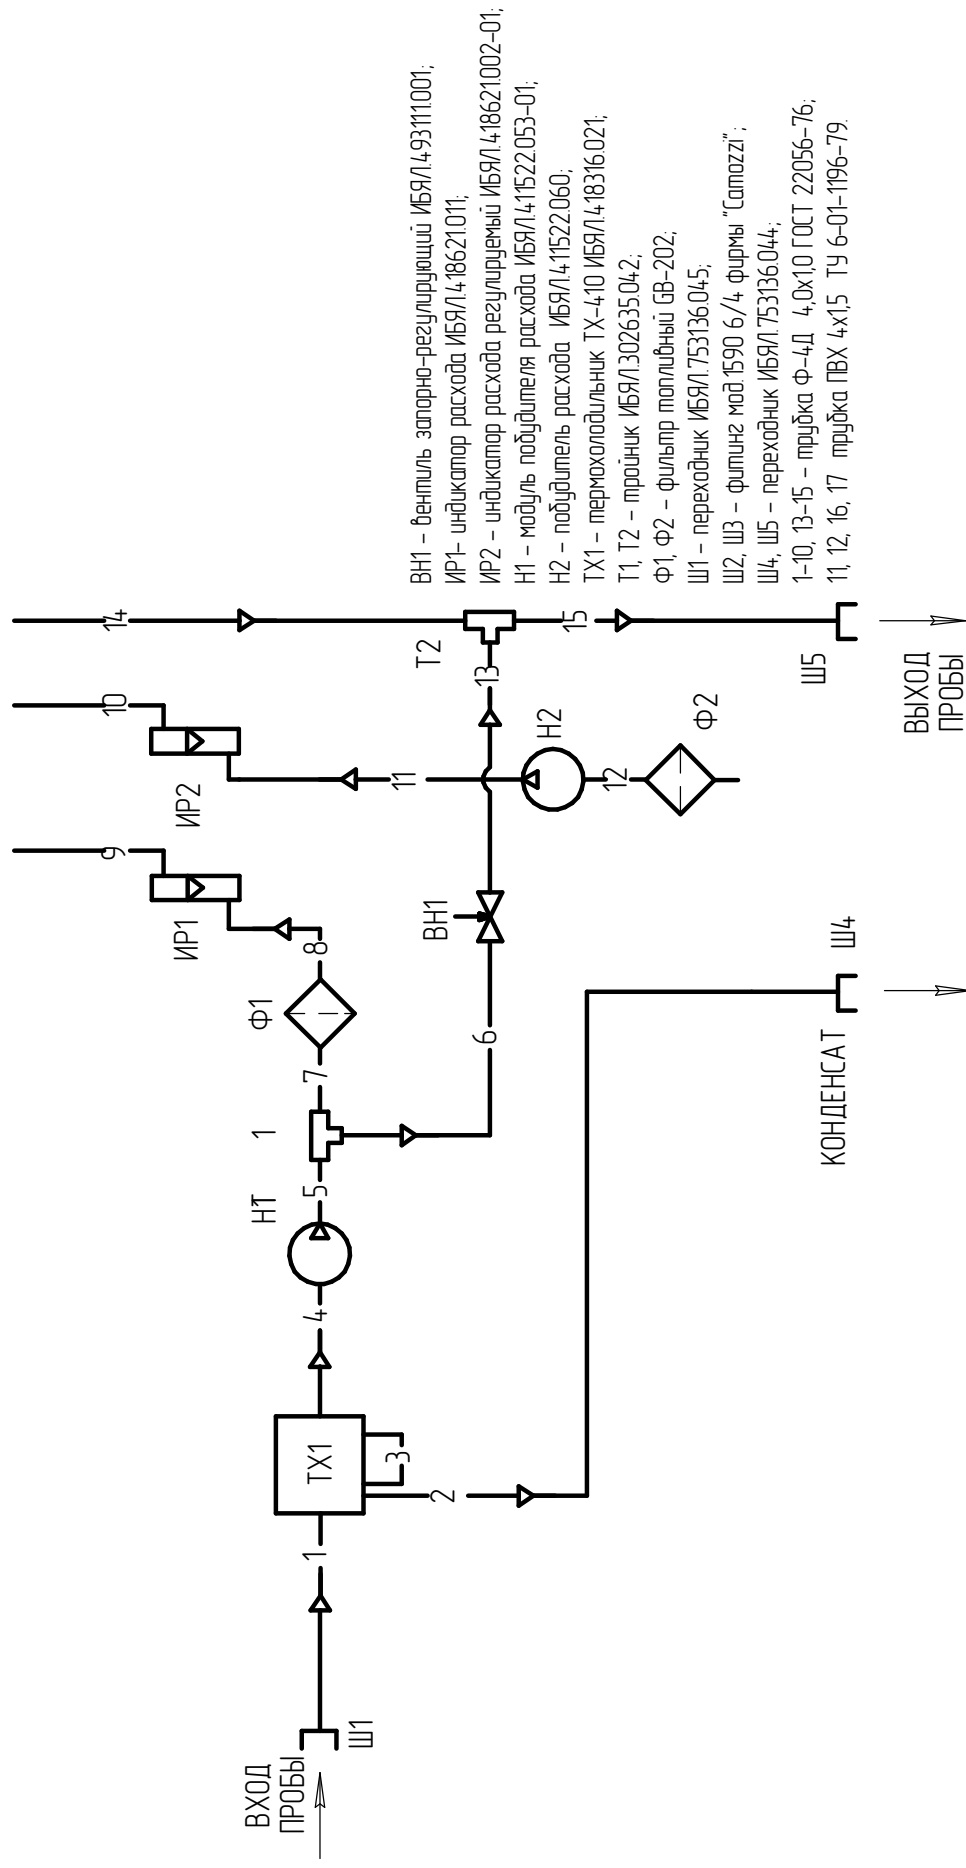 ВХОД
ПРОБЫ
Ш1
1
ТХ1
2
3
4
Н1
5
1
7
Ф1
8
ИР1
9
6
ВН1
ИР2
10
11
Н2
12
Ф2
13
Т2
14
15
Ш5
ВЫХОД
ПРОБЫ
Ш4
КОНДЕНСАТ
ВН1 – вентиль запорно-регулирующий ИБЯЛ.493111.001;
ИР1– индикатор расхода ИБЯЛ.418621.011;
ИР2 – индикатор расхода регулируемый ИБЯЛ.418621.002-01;
Н1 – модуль побудителя расхода ИБЯЛ.411522.053-01;
Н2 – побудитель расхода ИБЯЛ.411522.060;
ТХ1 – термохолодильник ТХ-410 ИБЯЛ.418316.021;
Т1, Т2 – тройник ИБЯЛ.302635.042;
Ф1, Ф2 – фильтр топливный GB-202;
Ш1 – переходник ИБЯЛ.753136.045;
Ш2, Ш3 – фитинг мод.1590 6/4 фирмы "Camozzi";
Ш4, Ш5 – переходник ИБЯЛ.753136.044;
1-10, 13-15 – трубка Ф-4Д 4,0х1,0 ГОСТ 22056-76;
11, 12, 16, 17 трубка ПВХ 4х1,5 ТУ 6-01-1196-79.